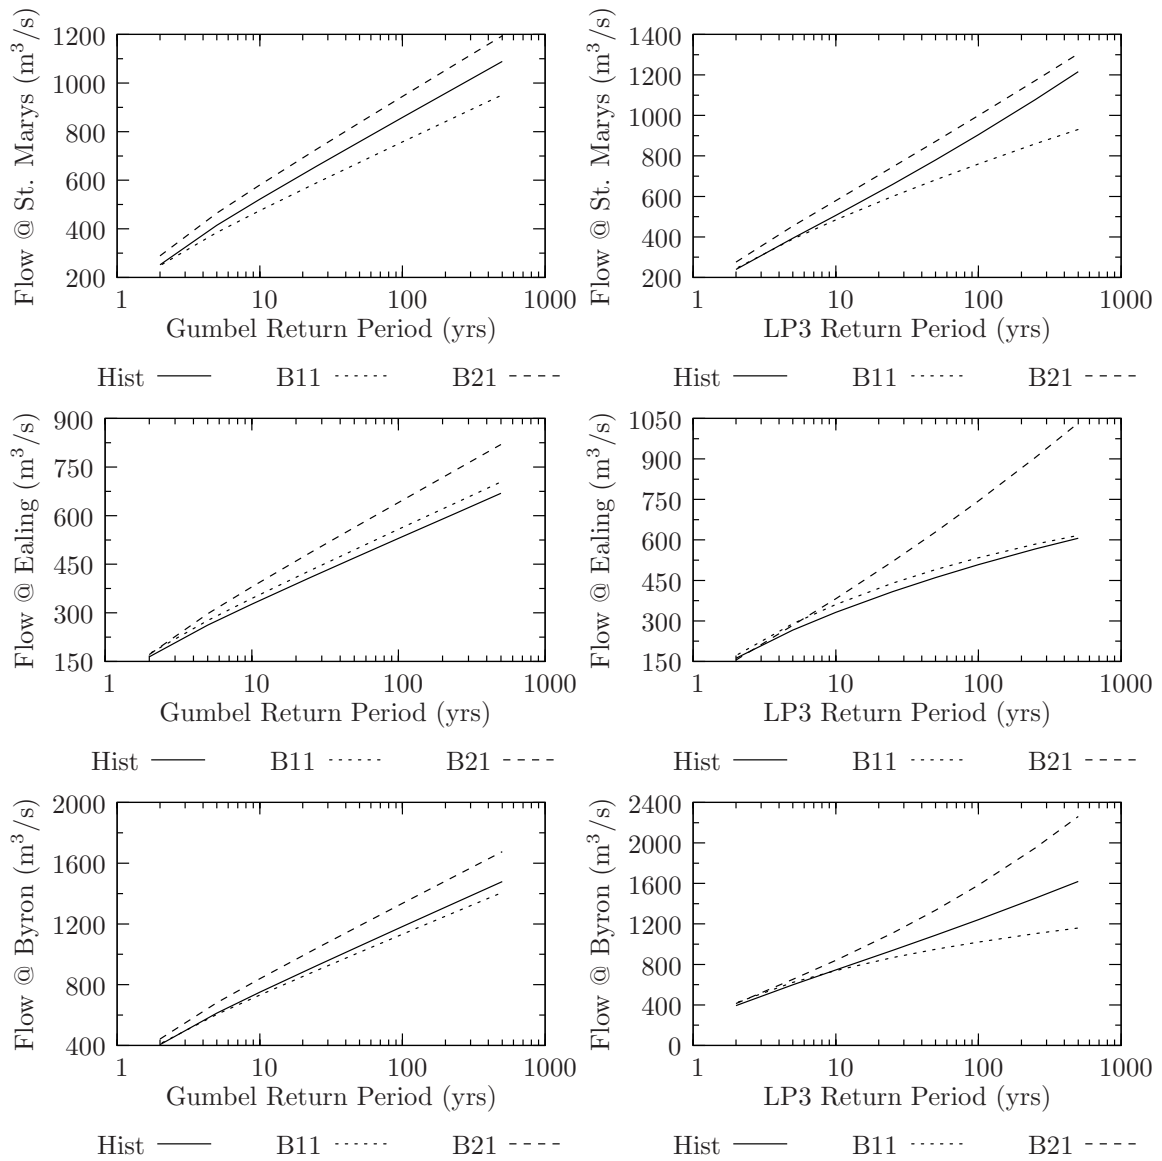 Flow @ St. Marys (m³/s)
1200
1000
800
600
400
200
1 10 100 1000
Gumbel Return Period (yrs)
Hist B11 B21
Flow @ St. Marys (m³/s)
1400
1200
1000
800
600
400
200
1 10 100 1000
LP3 Return Period (yrs)
Hist B11 B21
Flow @ Ealing (m³/s)
900
750
600
450
300
150
1 10 100 1000
Gumbel Return Period (yrs)
Hist B11 B21
Flow @ Ealing (m³/s)
1050
900
750
600
450
300
150
1 10 100 1000
LP3 Return Period (yrs)
Hist B11 B21
Flow @ Byron (m³/s)
2000
1600
1200
800
400
1 10 100 1000
Gumbel Return Period (yrs)
Hist B11 B21
Flow @ Byron (m³/s)
2400
2000
1600
1200
800
400
0
1 10 100 1000
LP3 Return Period (yrs)
Hist B11 B21